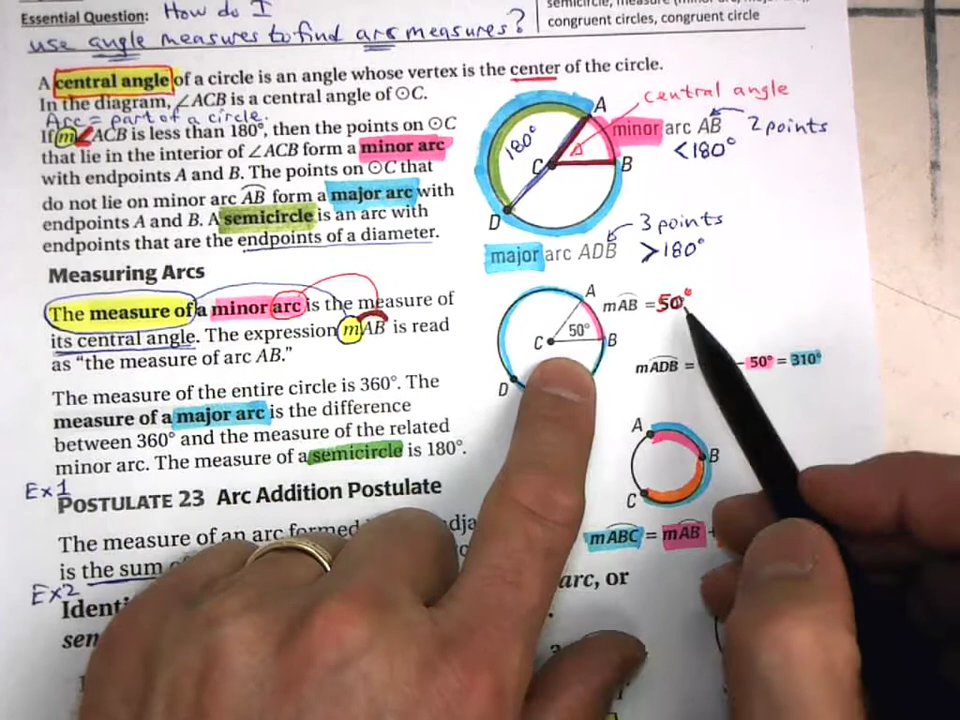 Essential Question: How do I
use angle measures to find arc measures?
congruent circles, congruent circle
A central angle of a circle is an angle whose vertex is the center of the circle.
In the diagram, ∠ACB is a central angle of ⊙C.
Arc = part of a circle.
If m∠ACB is less than 180°, then the points on ⊙C
that lie in the interior of ∠ACB form a minor arc
with endpoints A and B. The points on ⊙C that
do not lie on minor arc AB form a major arc with
endpoints A and B. A semicircle is an arc with
endpoints that are the endpoints of a diameter.
central angle
A
180°
C
B
D
minor arc AB 2 points
<180°
3 points
major arc ADB >180°
Measuring Arcs
The measure of a minor arc is the measure of
its central angle. The expression mAB is read
as “the measure of arc AB.”
The measure of the entire circle is 360°. The
measure of a major arc is the difference
between 360° and the measure of the related
minor arc. The measure of a semicircle is 180°.
A
C 50° B
D
mAB = 50°
mADB = - 50° = 310°
A
B
C
mABC = mAB +
Ex1
POSTULATE 23 Arc Addition Postulate
The measure of an arc formed
is the sum
Ex2
arc, or